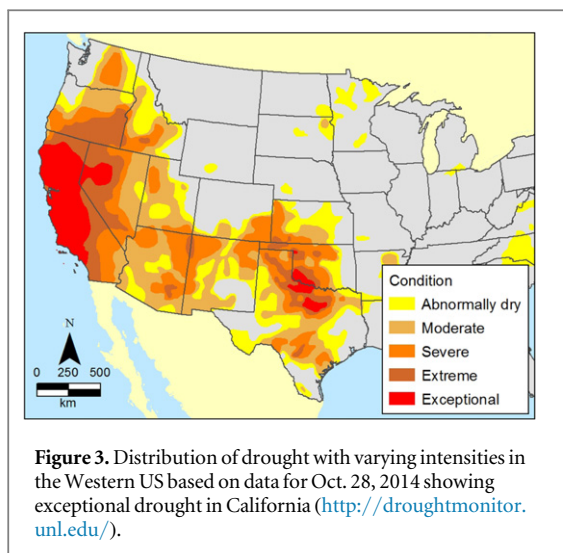 Condition
Abnormally dry
Moderate
Severe
Extreme
Exceptional
N
0 250 500
km
Figure 3. Distribution of drought with varying intensities in
the Western US based on data for Oct. 28, 2014 showing
exceptional drought in California (http://droughtmonitor.
unl.edu/).